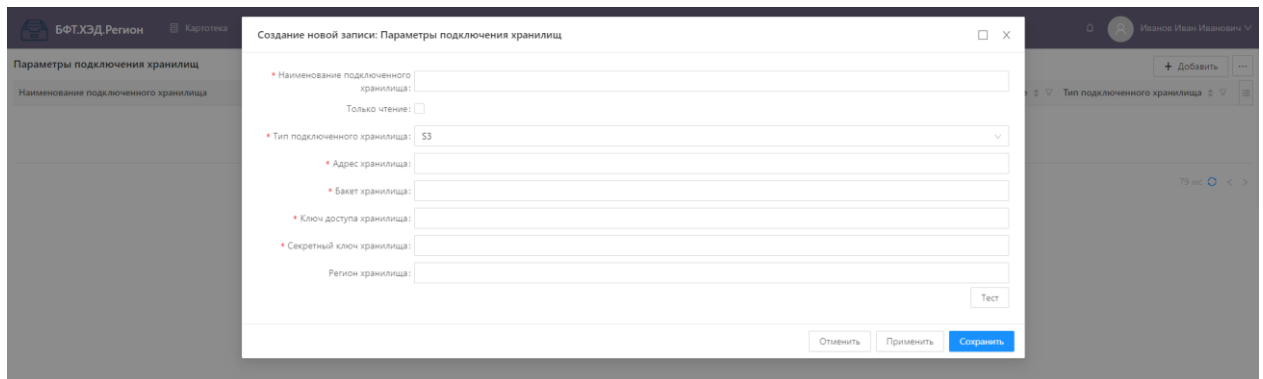 БФТ.ХЭД.Регион
Картотека
Иванов Иван Иванович
Параметры подключения хранилищ
+ Добавить
Наименование подключенного хранилища
Тип подключенного хранилища
79 мс
Создание новой записи: Параметры подключения хранилищ
* Наименование подключенного
хранилища:
Только чтение:
* Тип подключенного хранилища: S3
* Адрес хранилища:
* Бакет хранилища:
* Ключ доступа хранилища:
* Секретный ключ хранилища:
Регион хранилища:
Тест
Отменить Применить Сохранить